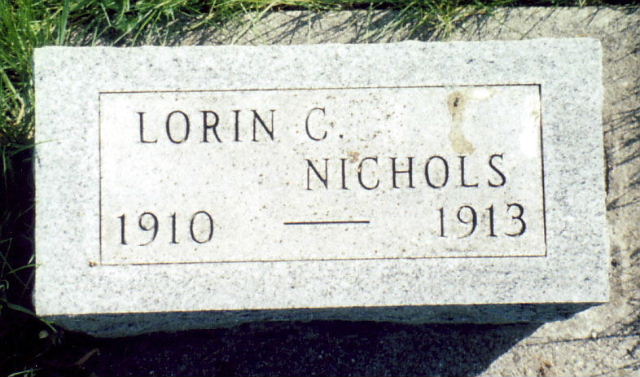 LORIN C.
NICHOLS
1910 — 1913